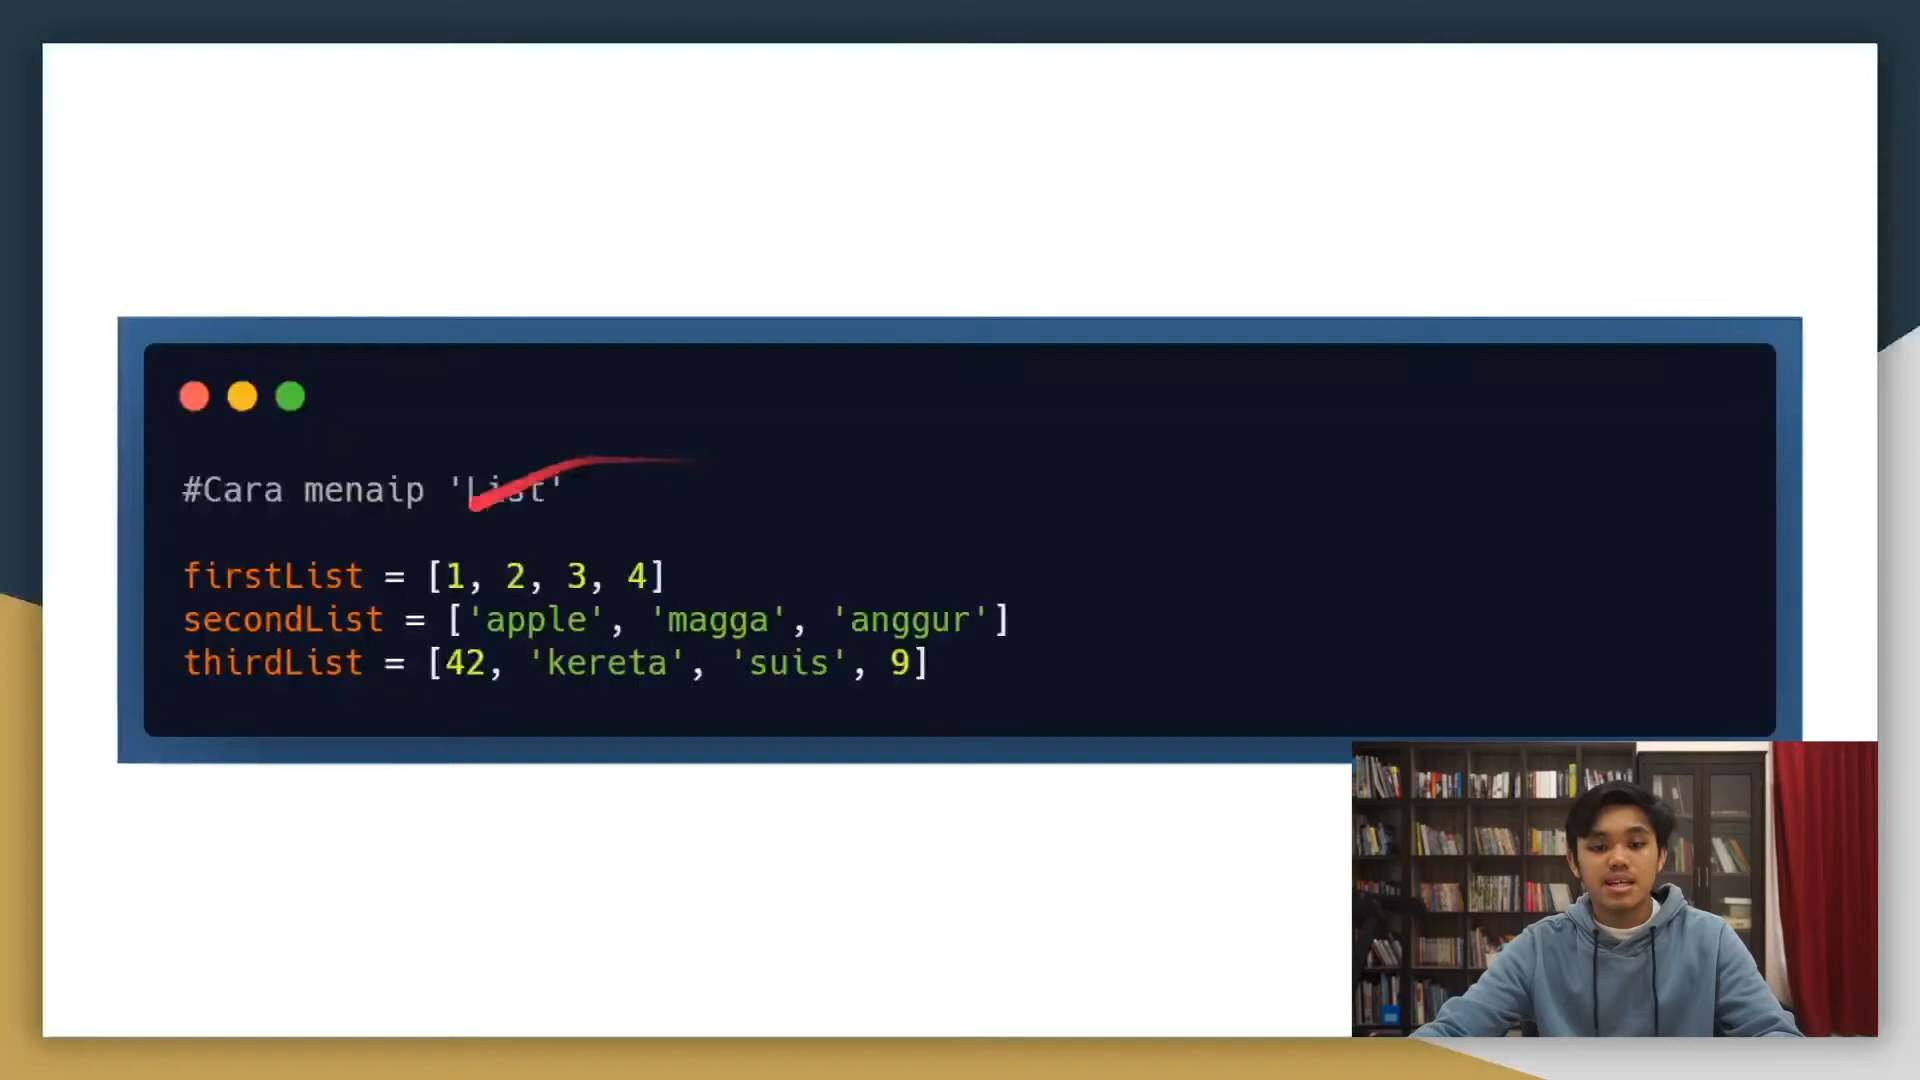 #Cara menaip 'List'
firstList = [1, 2, 3, 4]
secondList = ['apple', 'magga', 'anggur']
thirdList = [42, 'kereta', 'suis', 9]